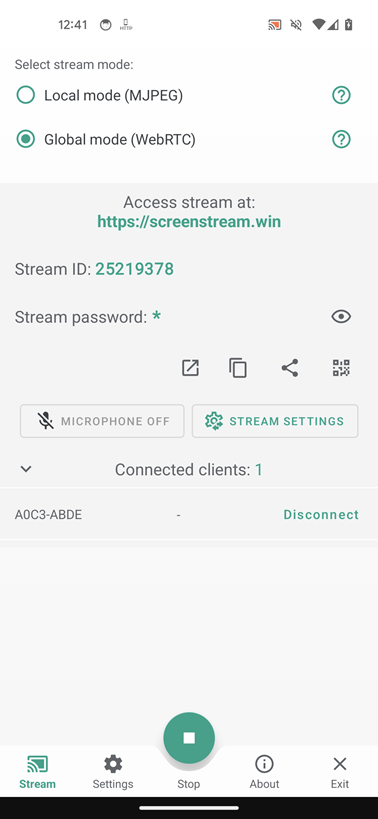 12:41
HTTP
Select stream mode:
Local mode (MJPEG)
Global mode (WebRTC)
Access stream at:
https://screenstream.win
Stream ID: 25219378
Stream password: *
MICROPHONE OFF
STREAM SETTINGS
Connected clients: 1
A0C3-ABDE - Disconnect
Stream Settings Stop About Exit